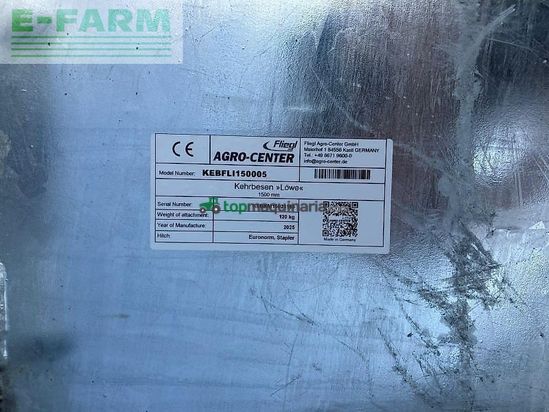 E-FARM
CE
Fliegl
AGRO-CENTER
Fliegl Agro-Center GmbH
Maierhof 1 84556 Kastl GERMANY
Tel.: +49 8671 9600-0
info@agro-center.de
Model Number: KEBFLI150005
Kehrbesen »Löwe«
1500 mm
Serial Number:
topmaquinaria
Weight of attachment: 120 kg
Year of Manufacture: 2025
Hitch: Euronorm, Stapler
Made in Germany